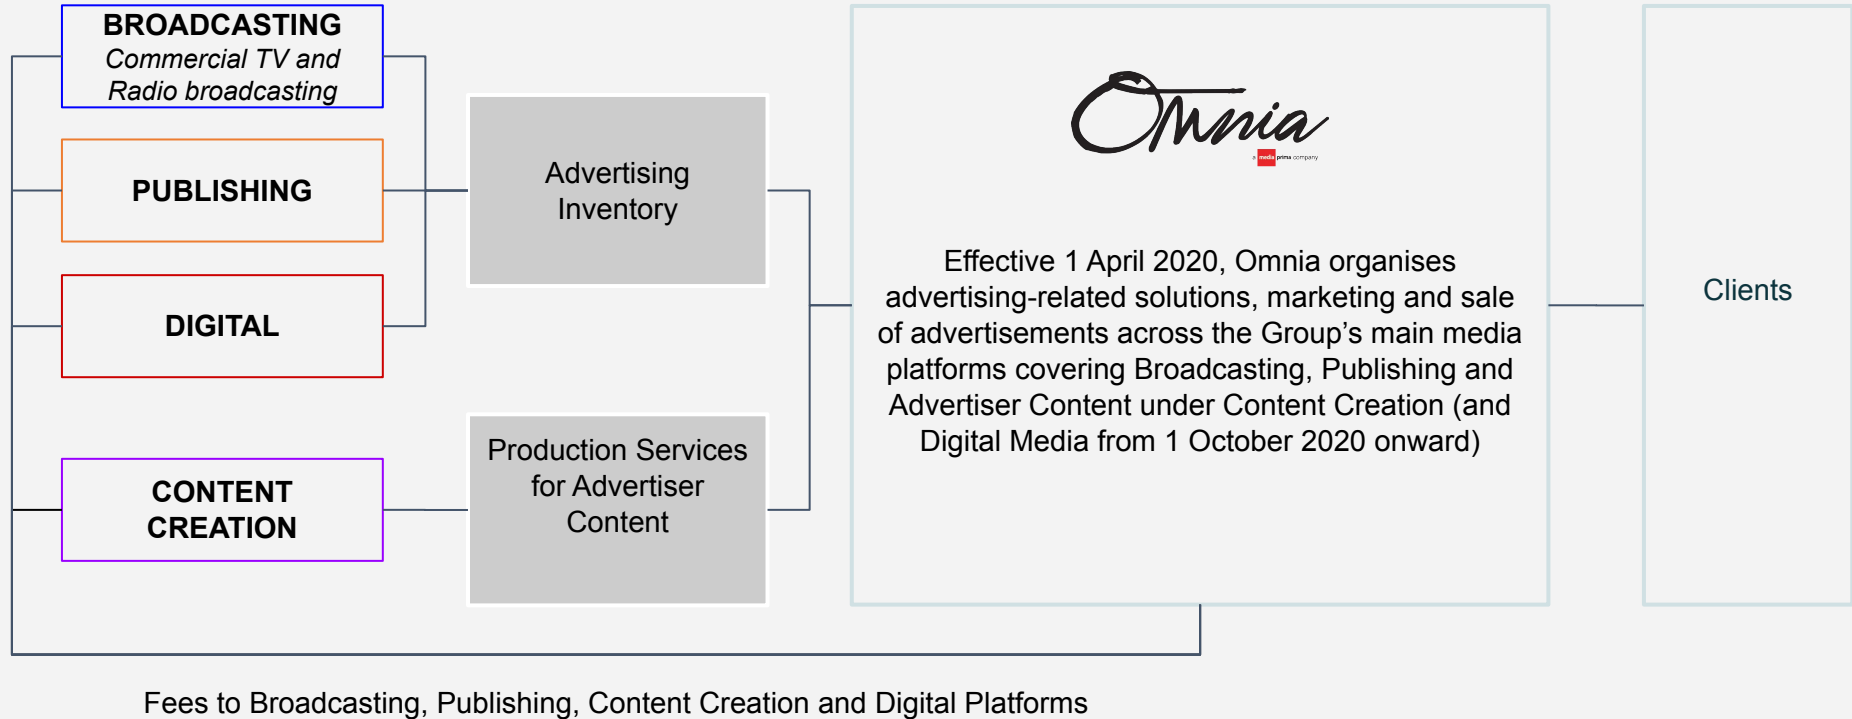 BROADCASTING
Commercial TV and
Radio broadcasting
PUBLISHING
DIGITAL
CONTENT
CREATION
Advertising
Inventory
Production Services
for Advertiser
Content
Omnia
a media prima company
Effective 1 April 2020, Omnia organises
advertising-related solutions, marketing and sale
of advertisements across the Group’s main media
platforms covering Broadcasting, Publishing and
Advertiser Content under Content Creation (and
Digital Media from 1 October 2020 onward)
Clients
Fees to Broadcasting, Publishing, Content Creation and Digital Platforms